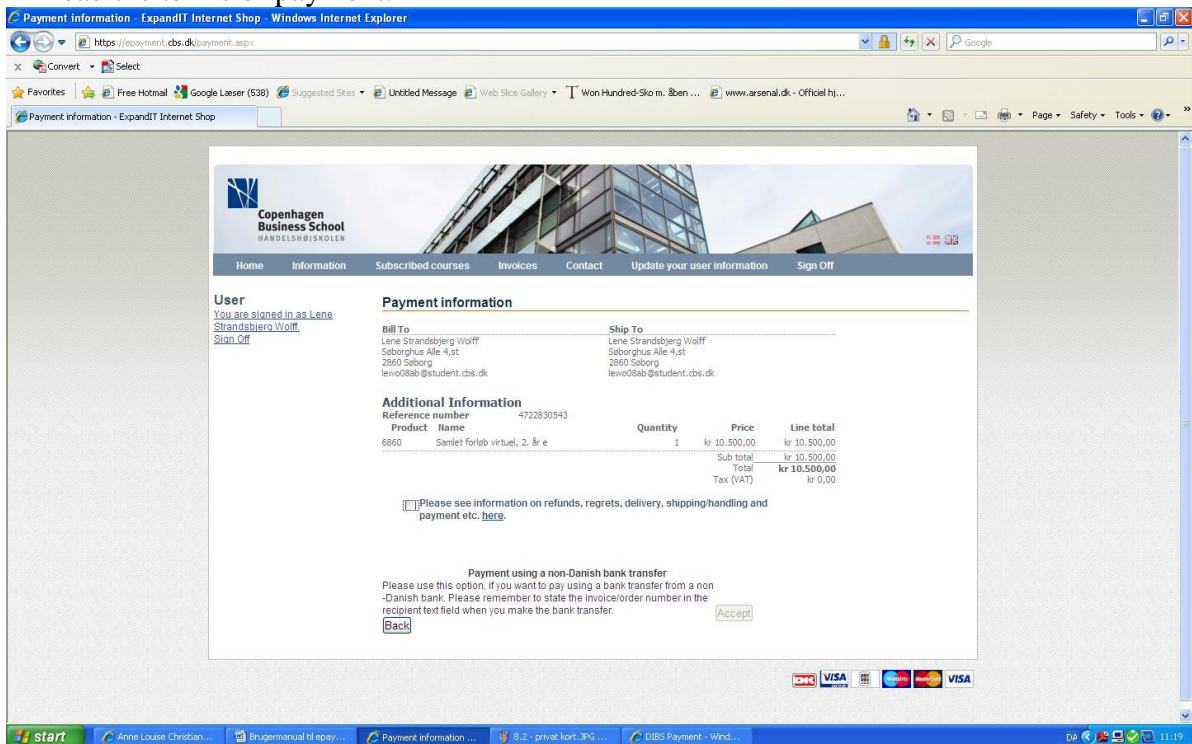 Payment information - ExpandIT Internet Shop - Windows Internet Explorer
https://epayment.cbs.dk/payment.aspx
Google
x Convert Select
Favorites Free Hotmail Google Læser (538) Suggested Sites Untitled Message Web Slice Gallery Won Hundred-Sko m. åben ... www.arsenal.dk - Officiel hj...
Payment information - ExpandIT Internet Shop
Page Safety Tools »
Copenhagen
Business School
HANDELSHØJSKOLEN
Home Information Subscribed courses Invoices Contact Update your user information Sign Off
User
You are signed in as Lene
Strandsbjerg Wolff.
Sign Off
Payment information
Bill To Ship To
Lene Strandsbjerg Wolff Lene Strandsbjerg Wolff
Søborghus Alle 4,st Søborghus Alle 4,st
2860 Søborg 2860 Søborg
lewo08ab@student.cbs.dk lewo08ab@student.cbs.dk
Additional Information
Reference number 4722830543
Product Name Quantity Price Line total
6860 Samlet forløb virtuel, 2. år e 1 kr 10.500,00 kr 10.500,00
Sub total kr 10.500,00
Total kr 10.500,00
Tax (VAT) kr 0,00
Please see information on refunds, regrets, delivery, shipping/handling and
payment etc. here.
Payment using a non-Danish bank transfer
Please use this option, if you want to pay using a bank transfer from a non
-Danish bank. Please remember to state the invoice/order number in the
recipient text field when you make the bank transfer.
Accept
Back
VISA Maestro MasterCard VISA
start Anne Louise Christian... Brugermanual til epay... Payment information ... 8.2 - privat kort.JPG ... DIBS Payment - Wind... DA 11:19